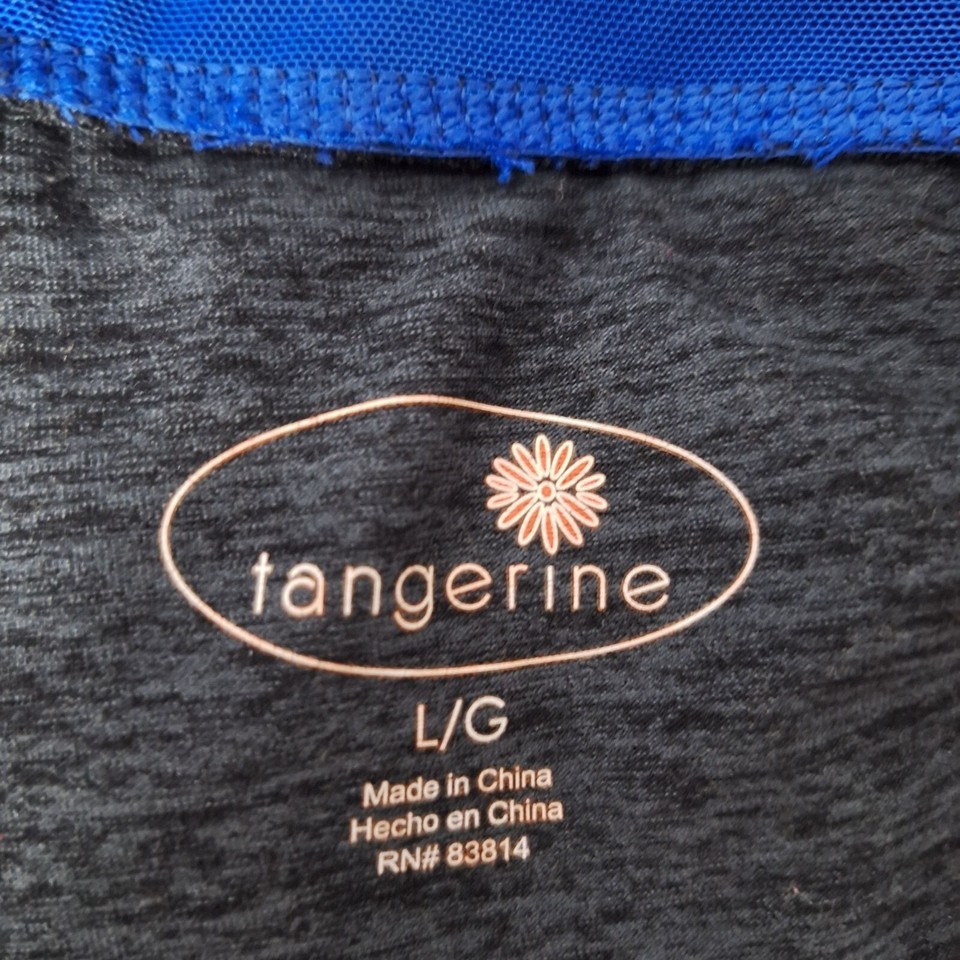 tangerine
L/G
Made in China
Hecho en China
RN# 83814